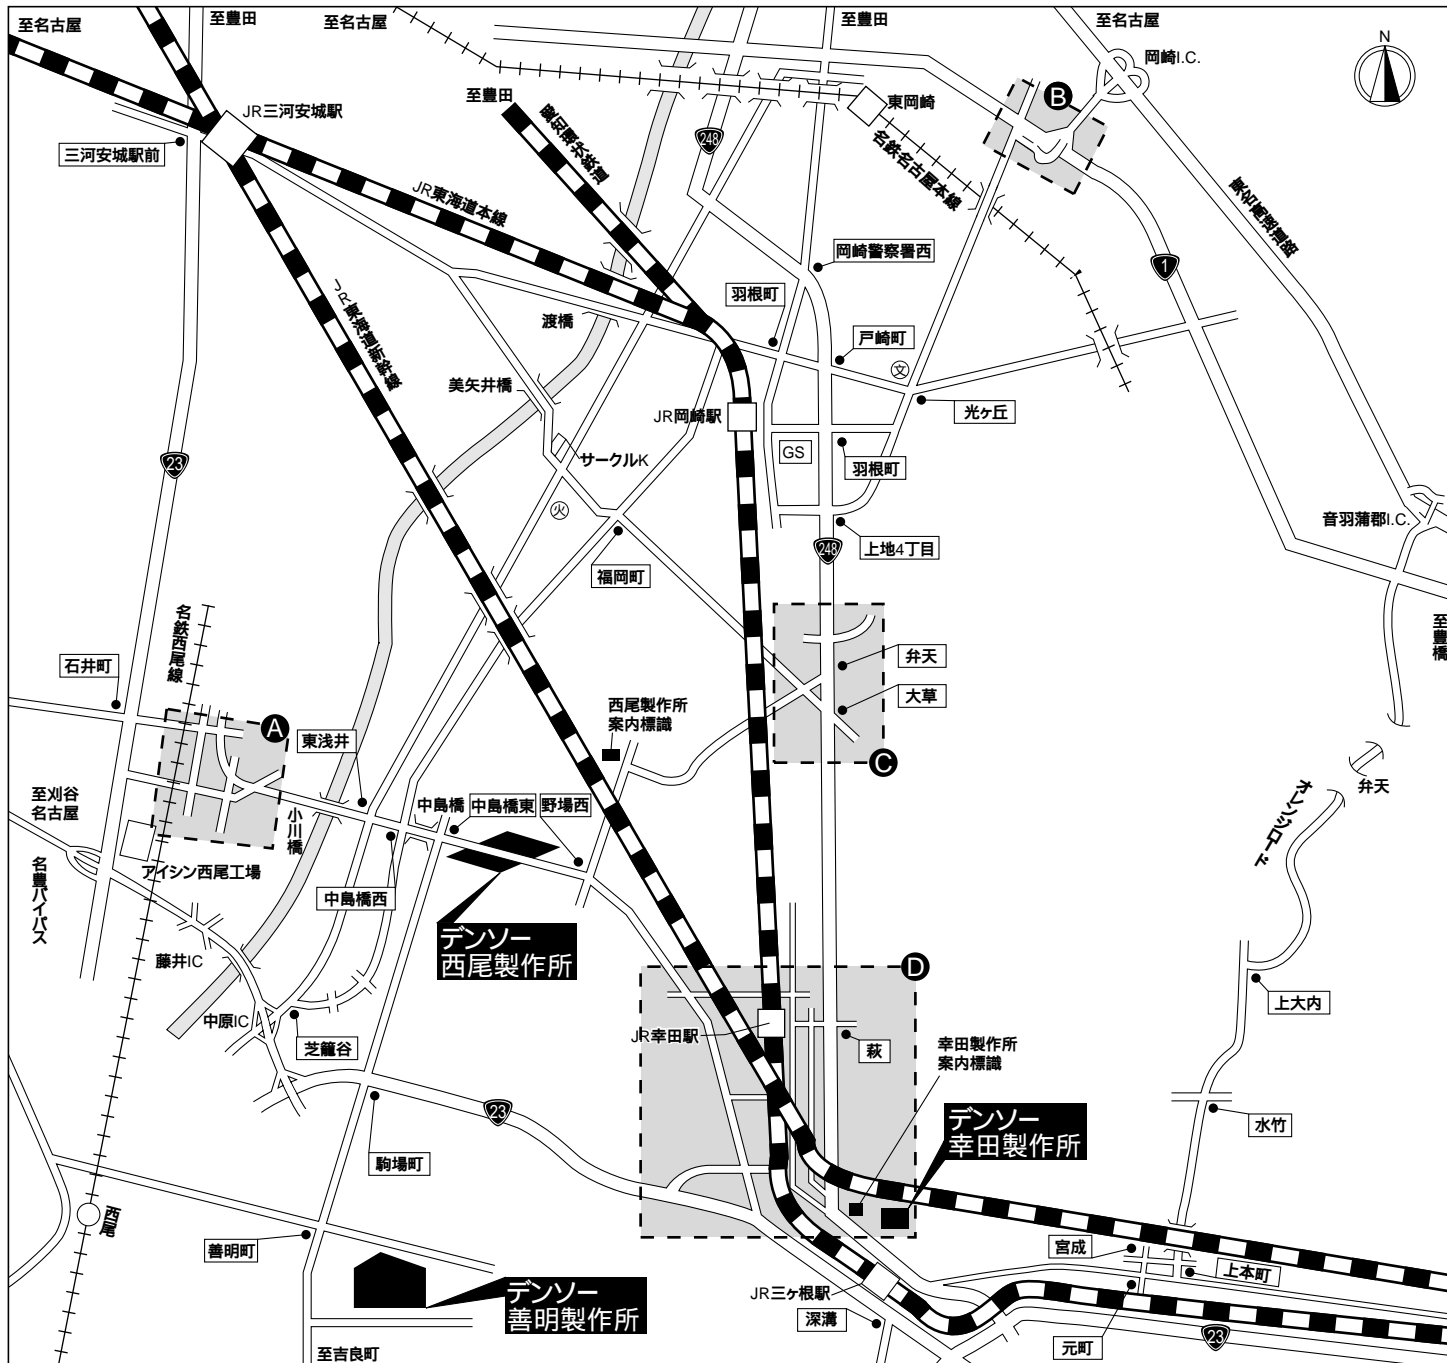 至名古屋
至豊田
至名古屋
至豊田
至名古屋
岡崎I.C.
N
JR三河安城駅
三河安城駅前
至豊田
愛知環状鉄道
248
東岡崎
B
名鉄名古屋本線
東名高速道路
JR東海道本線
岡崎警察署西
1
羽根町
JR東海道新幹線
渡橋
戸崎町
文
美矢井橋
JR岡崎駅
光ヶ丘
サークルK
GS
羽根町
23
火
音羽蒲郡I.C.
上地4丁目
248
福岡町
名鉄西尾線
至豊橋
石井町
弁天
大草
西尾製作所
案内標識
A
東浅井
C
弁天
オレンジロード
至刈谷
名古屋
小川橋
中島橋
中島橋東
野場西
アイシン西尾工場
名豊バイパス
中島橋西
デンソー
西尾製作所
藤井IC
D
上大内
中原IC
芝籠谷
JR幸田駅
萩
幸田製作所
案内標識
23
デンソー
幸田製作所
水竹
駒場町
西尾
善明町
宮成
上本町
デンソー
善明製作所
JR三ヶ根駅
深溝
元町
23
至吉良町